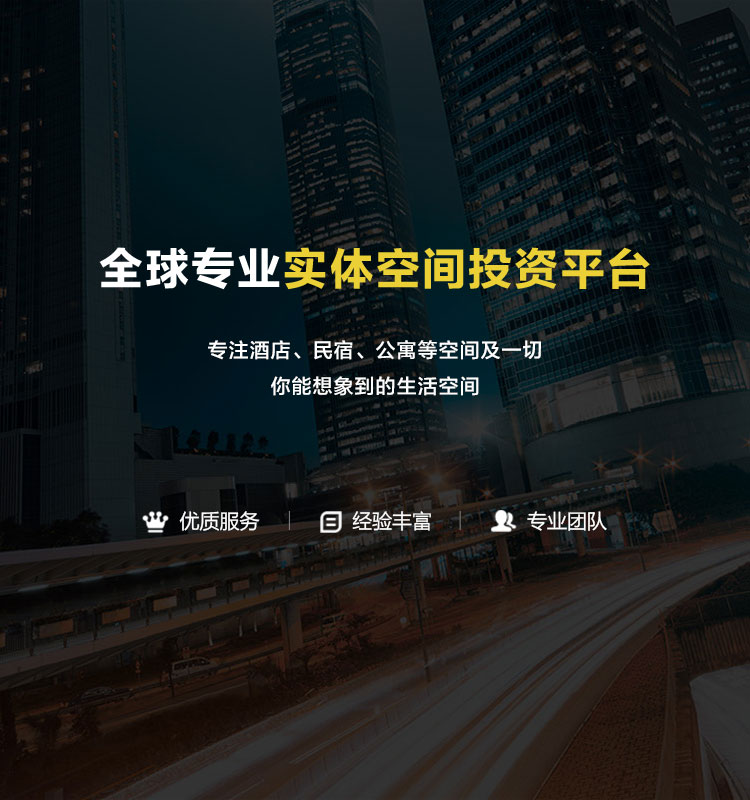 全球专业实体空间投资平台
专注酒店、民宿、公寓等空间及一切
你能想象到的生活空间
优质服务 | 经验丰富 | 专业团队